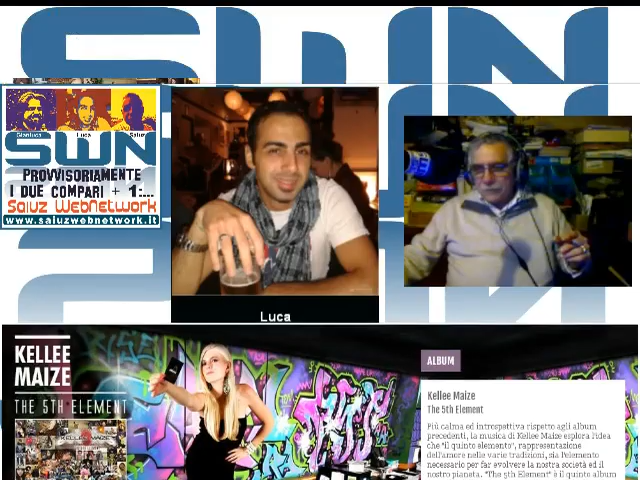 SWN
Gianluca Luca Saluz
SWN
PROVVISORIAMENTE
I DUE COMPARI + 1:...
SALUZ WEBNETWORK
www.saluzwebnetwork.it
Luca
KELLEE
MAIZE
THE 5TH ELEMENT
ALBUM
Kellee Maize
The 5th Element
Più calma ed introspettiva rispetto agli album
precedenti, la musica di Kellee Maize esplora l'idea
che "il quinto elemento", rappresentazione
dell'amore nelle varie tradizioni, sia l'elemento
necessario per far evolvere la nostra società ed il
nostro pianeta. "The 5th Element" è il quinto album